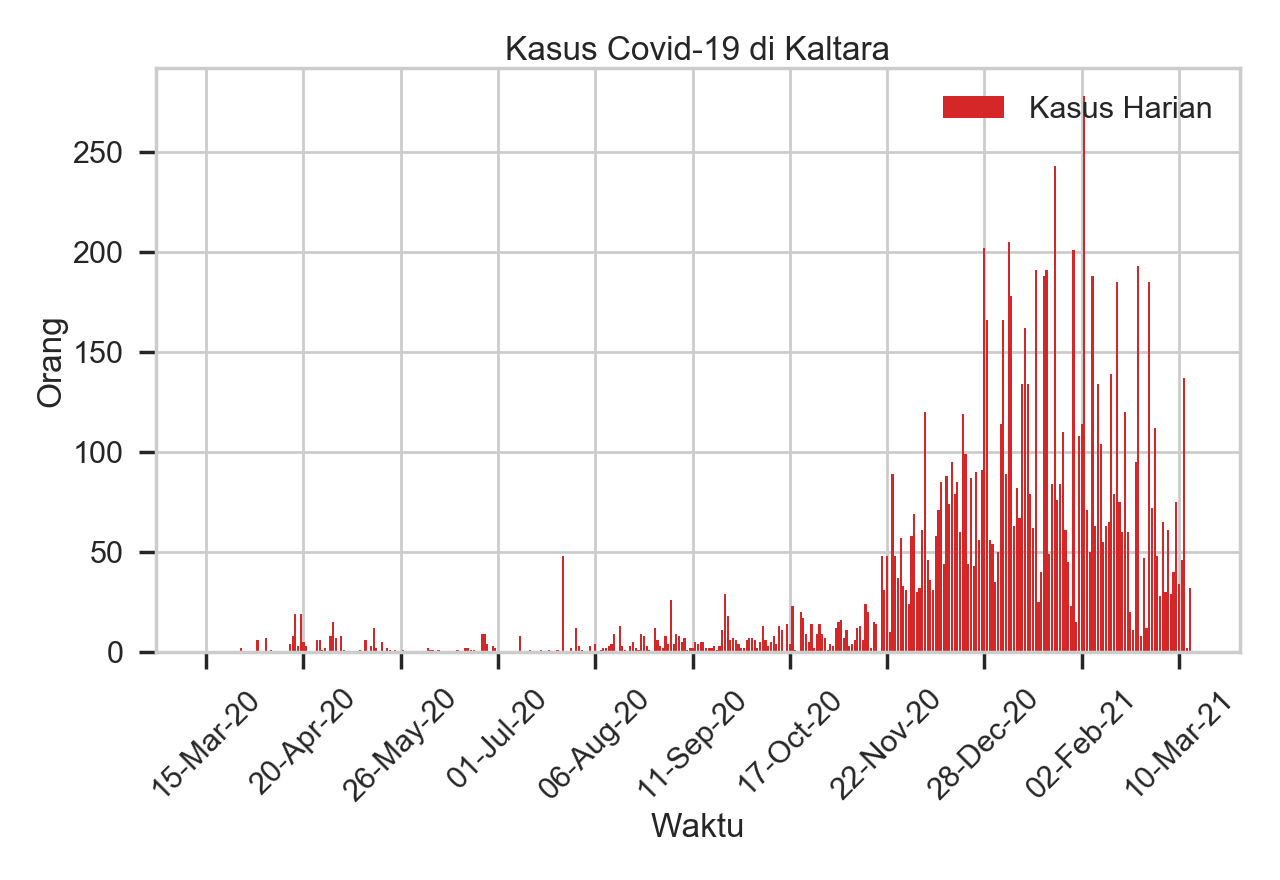 Kasus Covid-19 di Kaltara
Kasus Harian
Orang
250
200
150
100
50
0
15-Mar-20
20-Apr-20
26-May-20
01-Jul-20
06-Aug-20
11-Sep-20
17-Oct-20
22-Nov-20
28-Dec-20
02-Feb-21
10-Mar-21
Waktu